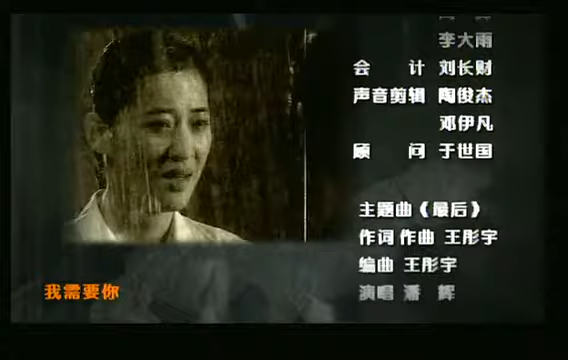 李大雨
会 计 刘长财
声音剪辑 陶俊杰
邓伊凡
顾 问 于世国
主题曲《最后》
作词 作曲 王彤宇
编曲 王彤宇
演唱 潘 辉
我需要你